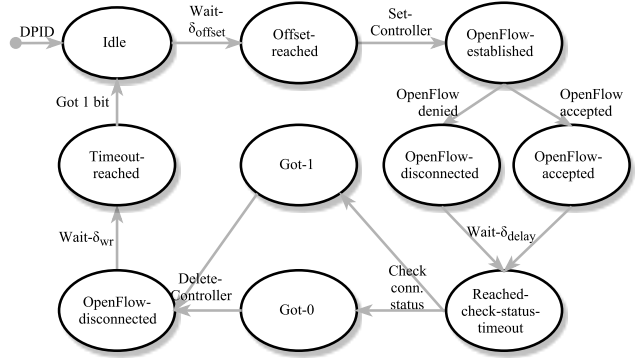 DPID
Idle
Wait-
δoffset
Offset-
reached
Set-
Controller
OpenFlow-
established
Got 1 bit
OpenFlow
denied
OpenFlow
accepted
Timeout-
reached
Got-1
OpenFlow-
disconnected
OpenFlow-
accepted
Wait-δwr
Wait-δdelay
Delete-
Controller
Check
conn.
status
OpenFlow-
disconnected
Got-0
Reached-
check-status-
timeout